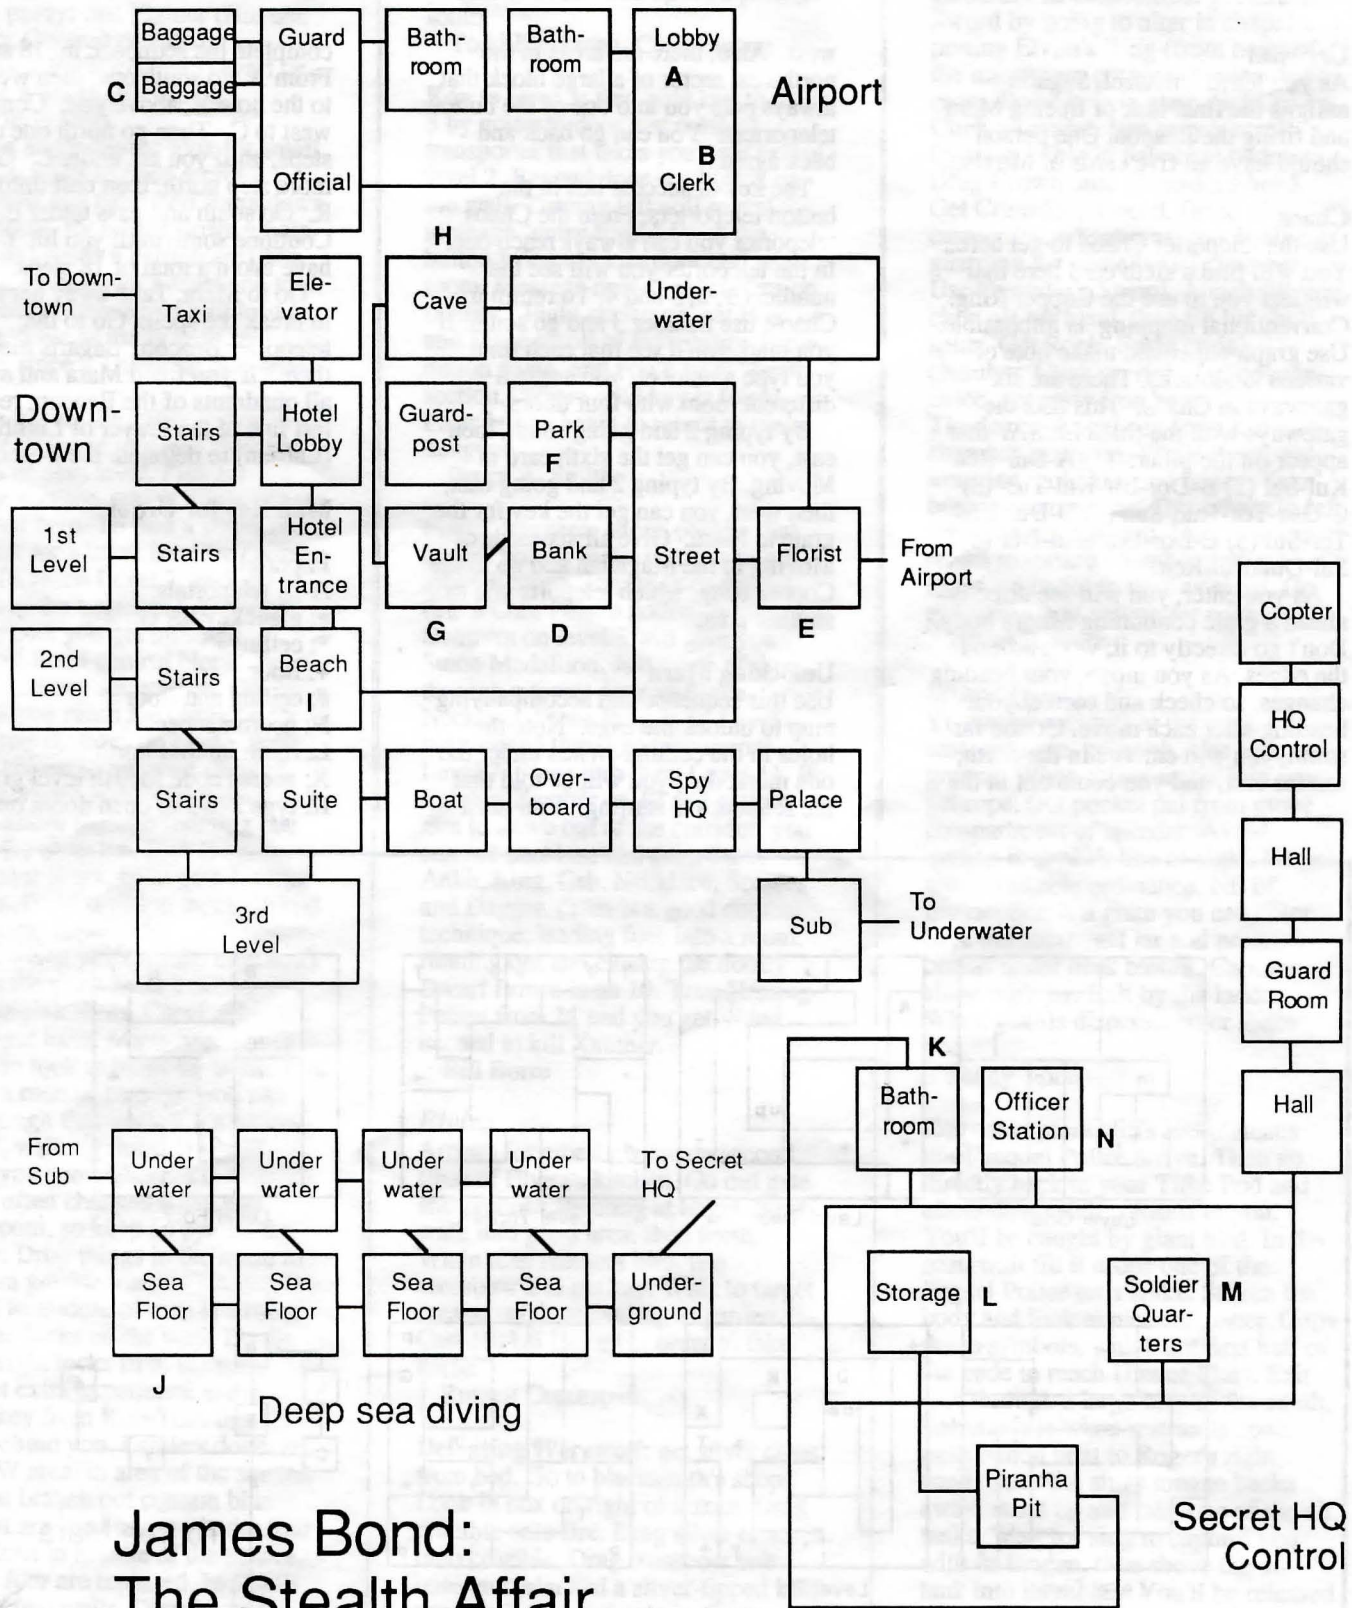 Baggage
Guard
Bath-
room
Bath-
room
Lobby
A
Airport
C
Baggage
Official
B
Clerk
H
To Down-
town
Taxi
Ele-
vator
Cave
Under-
water
Down-
town
Stairs
Hotel
Lobby
Guard-
post
Park
F
1st
Level
Stairs
Hotel
En-
trance
Vault
Bank
Street
Florist
From
Airport
G
D
E
2nd
Level
Stairs
Beach
I
Stairs
Suite
Boat
Over-
board
Spy
HQ
Palace
3rd
Level
Sub
To
Underwater
Copter
HQ
Control
Hall
Guard
Room
Hall
From
Sub
Under
water
Under
water
Under
water
Under
water
To Secret
HQ
Sea
Floor
Sea
Floor
Sea
Floor
Sea
Floor
Under-
ground
J
Deep sea diving
K
Bath-
room
Officer
Station
N
Storage
L
Soldier
Quar-
ters
M
Piranha
Pit
Secret HQ
Control
James Bond:
The Stealth Affair